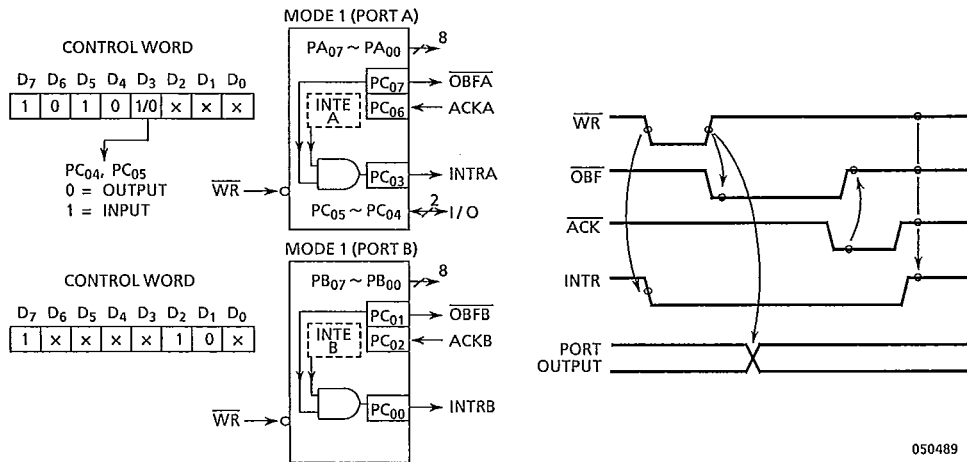 MODE 1 (PORT A)
CONTROL WORD
D7 D6 D5 D4 D3 D2 D1 D0
1 0 1 0 1/0 × × ×
PC04, PC05
0 = OUTPUT
1 = INPUT
WR
PA07 ~ PA00
8
PC07
OBFA
INTE
A
PC06
ACKA
PC03
INTRA
PC05 ~ PC04
2
I/O
MODE 1 (PORT B)
CONTROL WORD
D7 D6 D5 D4 D3 D2 D1 D0
1 × × × × 1 0 ×
WR
PB07 ~ PB00
8
PC01
OBFB
INTE
B
PC02
ACKB
PC00
INTRB
WR
OBF
ACK
INTR
PORT
OUTPUT
050489